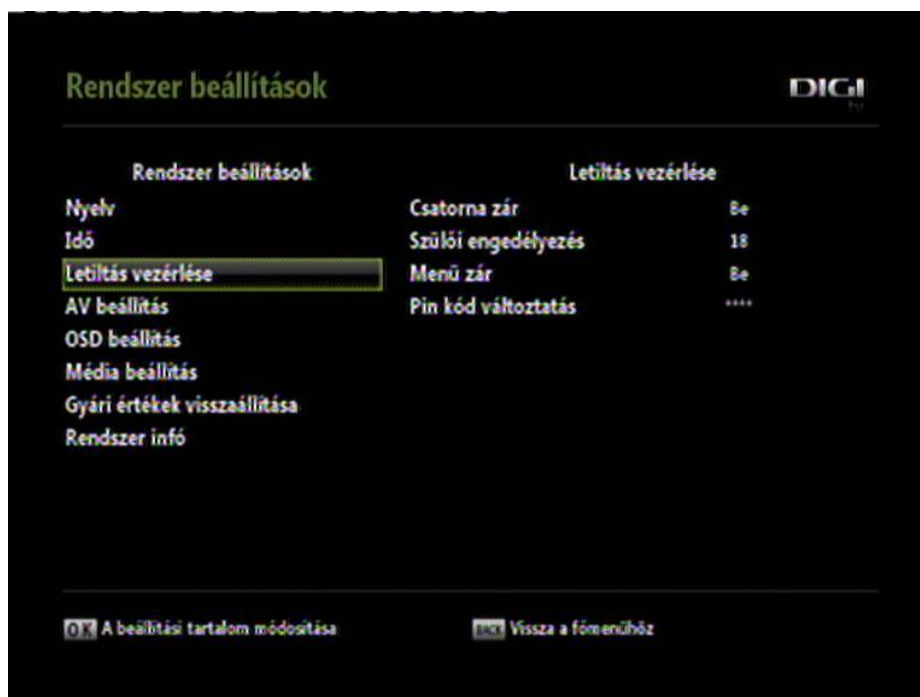 Rendszer beállítások
DIGI
tv
Rendszer beállítások
Nyelv
Idő
Letiltás vezérlése
AV beállítás
OSD beállítás
Média beállítás
Gyári értékek visszaállítása
Rendszer infó
Letiltás vezérlése
Csatorna zár Be
Szülői engedélyezés 18
Menü zár Be
Pin kód változtatás ****
OK A beállítási tartalom módosítása
BACK Vissza a főmenühöz